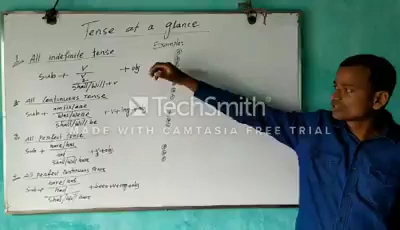 Tense at a glance
Examples
1. All indefinite tense
Sub + V + obj
V
Shall/Will + V
2. all continuous tense
am/is/are
Sub + was/were + V+ing+obj
Shall/Will be
3. all perfect tense
Sub + have/has + obj
had
Shall/Will have
4. all perfect continuous tense
have/has
Sub + had + been+V+ing+obj
Shall/Will have
TechSmith®
MADE WITH CAMTASIA FREE TRIAL